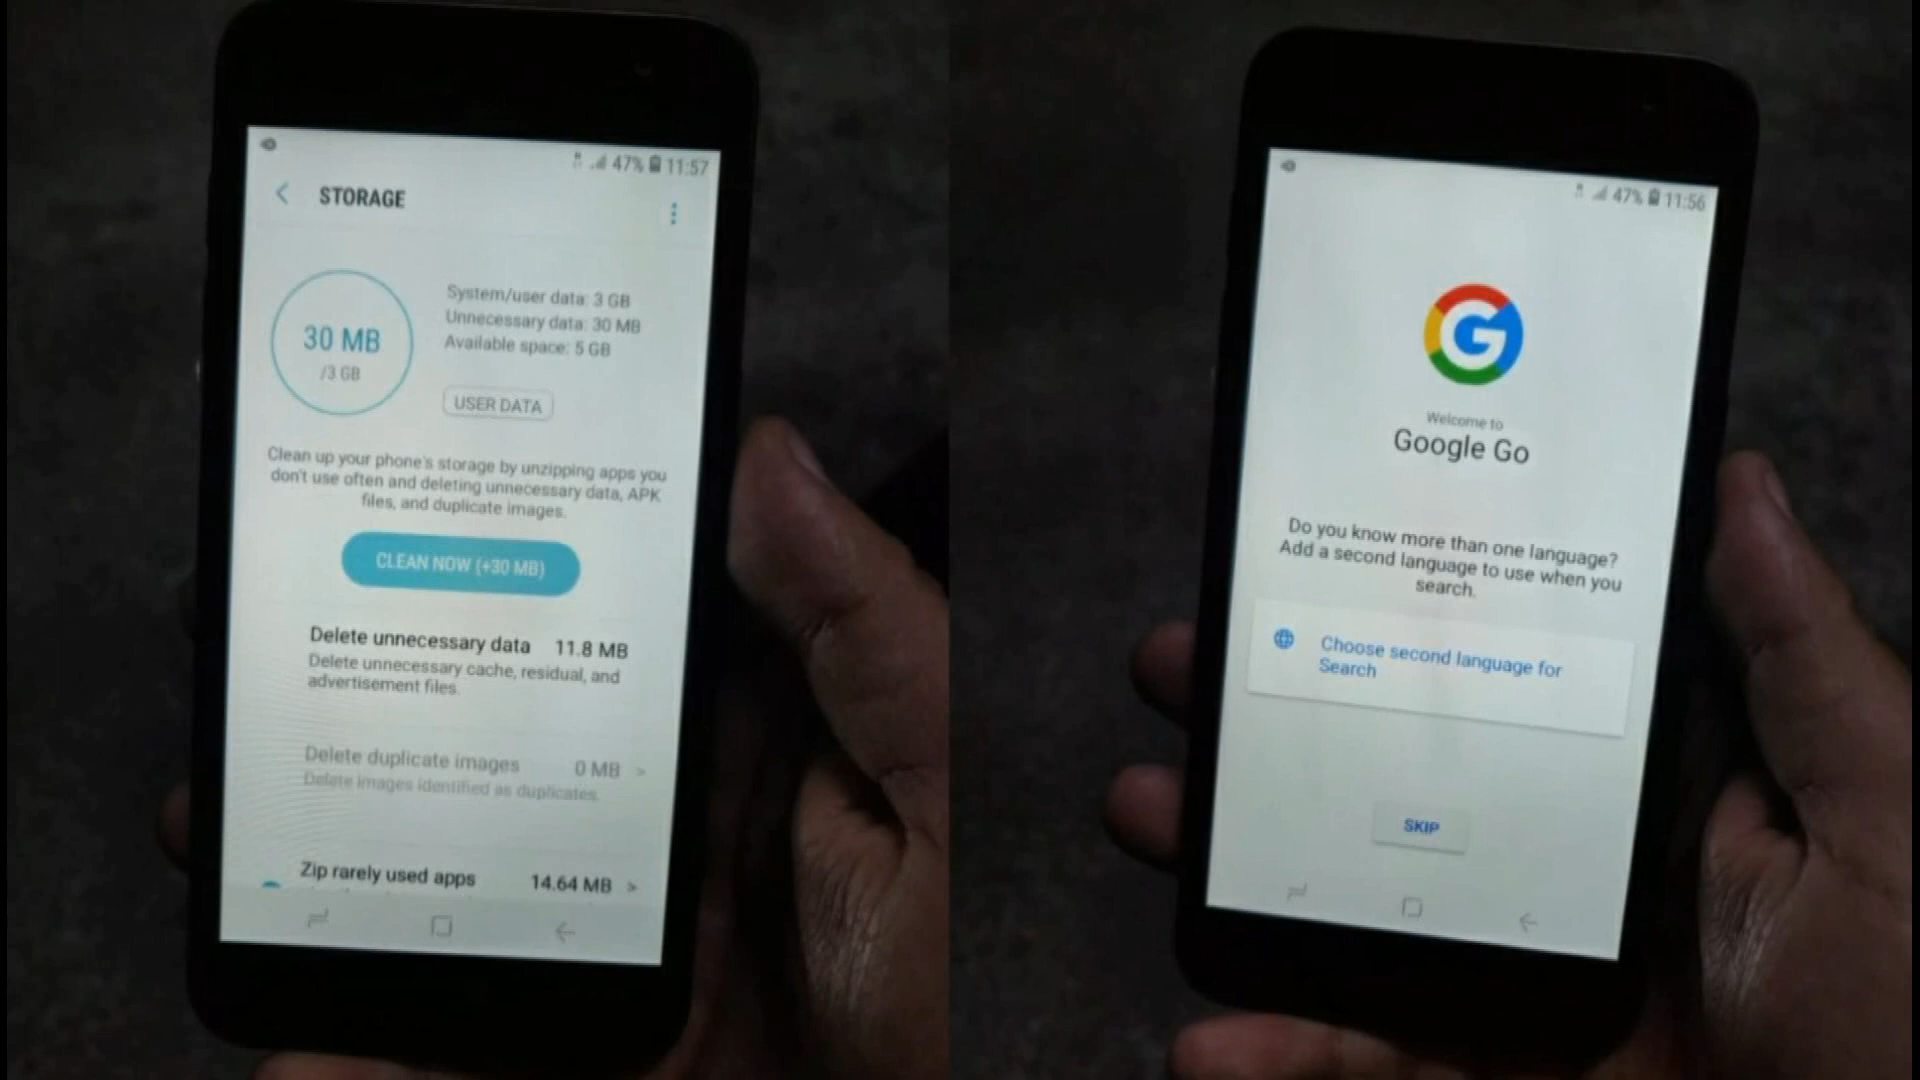 47% 11:57
STORAGE
30 MB
/3 GB
System/user data: 3 GB
Unnecessary data: 30 MB
Available space: 5 GB
USER DATA
Clean up your phone's storage by unzipping apps you
don't use often and deleting unnecessary data, APK
files, and duplicate images.
CLEAN NOW (+30 MB)
Delete unnecessary data 11.8 MB
Delete unnecessary cache, residual, and
advertisement files.
Delete duplicate images 0 MB >
Delete images identified as duplicates.
Zip rarely used apps 14.64 MB >
47% 11:56
G
Welcome to
Google Go
Do you know more than one language?
Add a second language to use when you
search.
Choose second language for
Search
SKIP